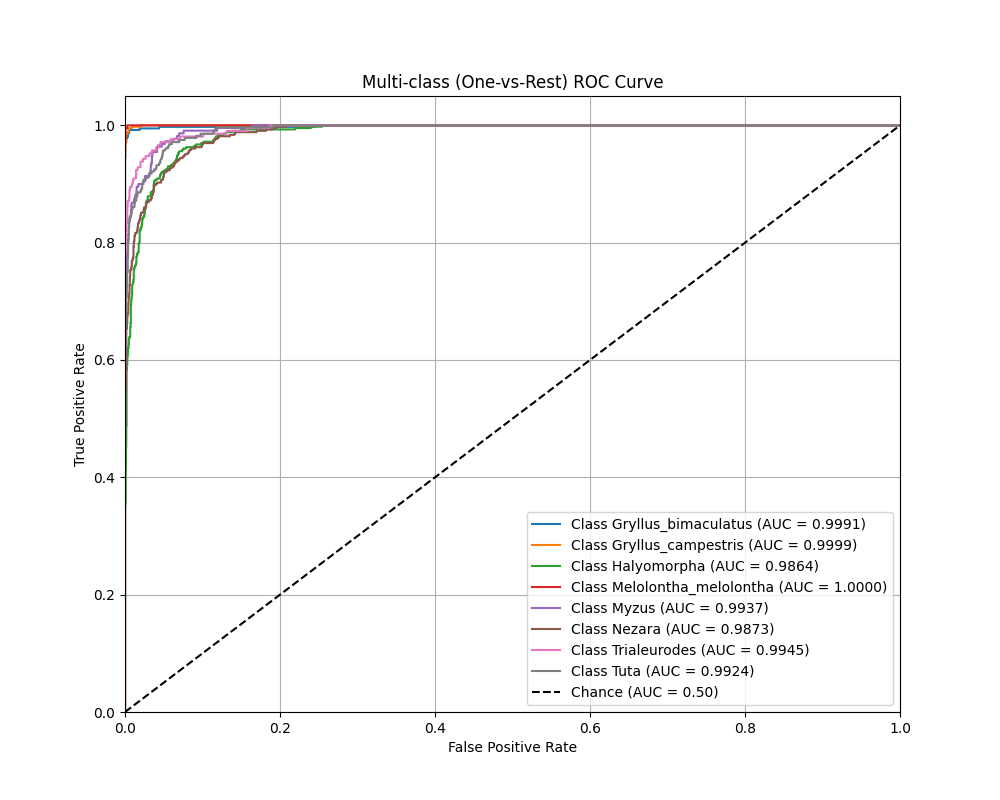 Multi-class (One-vs-Rest) ROC Curve
True Positive Rate
1.0
0.8
0.6
0.4
0.2
0.0
Class Gryllus_bimaculatus (AUC = 0.9991)
Class Gryllus_campestris (AUC = 0.9999)
Class Halyomorpha (AUC = 0.9864)
Class Melolontha_melolontha (AUC = 1.0000)
Class Myzus (AUC = 0.9937)
Class Nezara (AUC = 0.9873)
Class Trialeurodes (AUC = 0.9945)
Class Tuta (AUC = 0.9924)
Chance (AUC = 0.50)
0.0 0.2 0.4 0.6 0.8 1.0
False Positive Rate